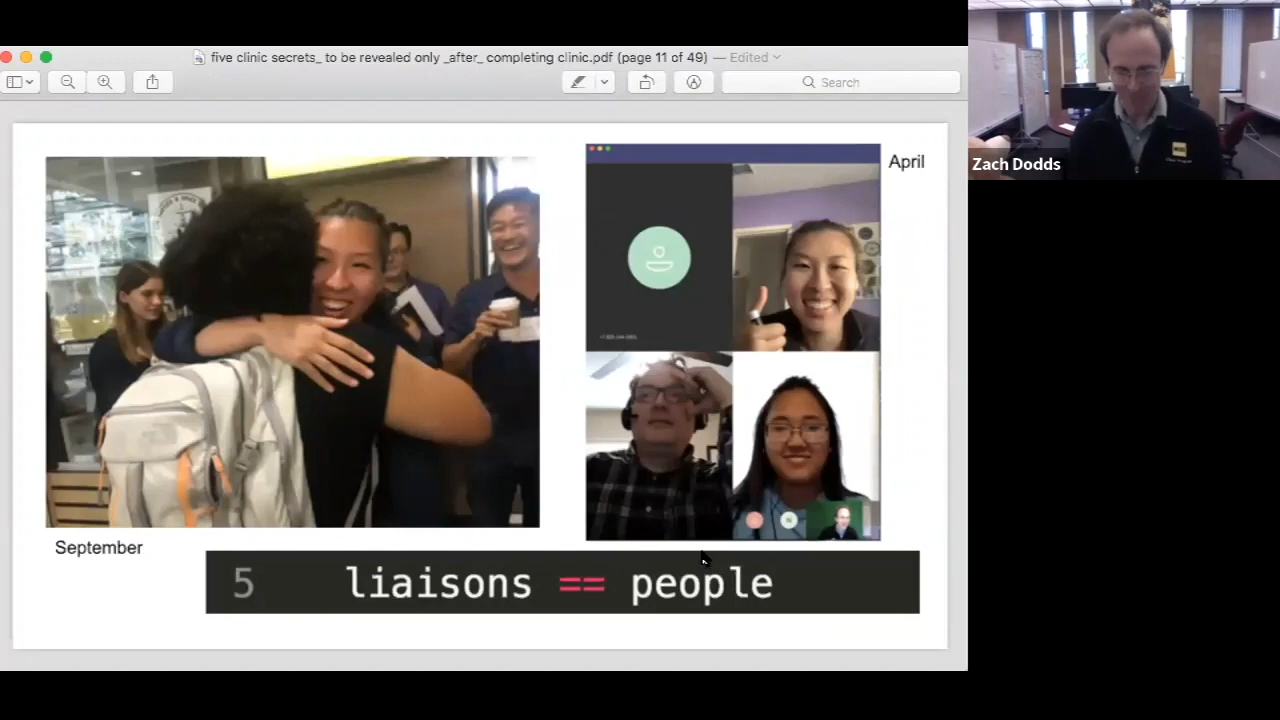 five clinic secrets_ to be revealed only _after_ completing clinic.pdf (page 11 of 49) — Edited
Search
April
Zach Dodds
September
5 liaisons == people